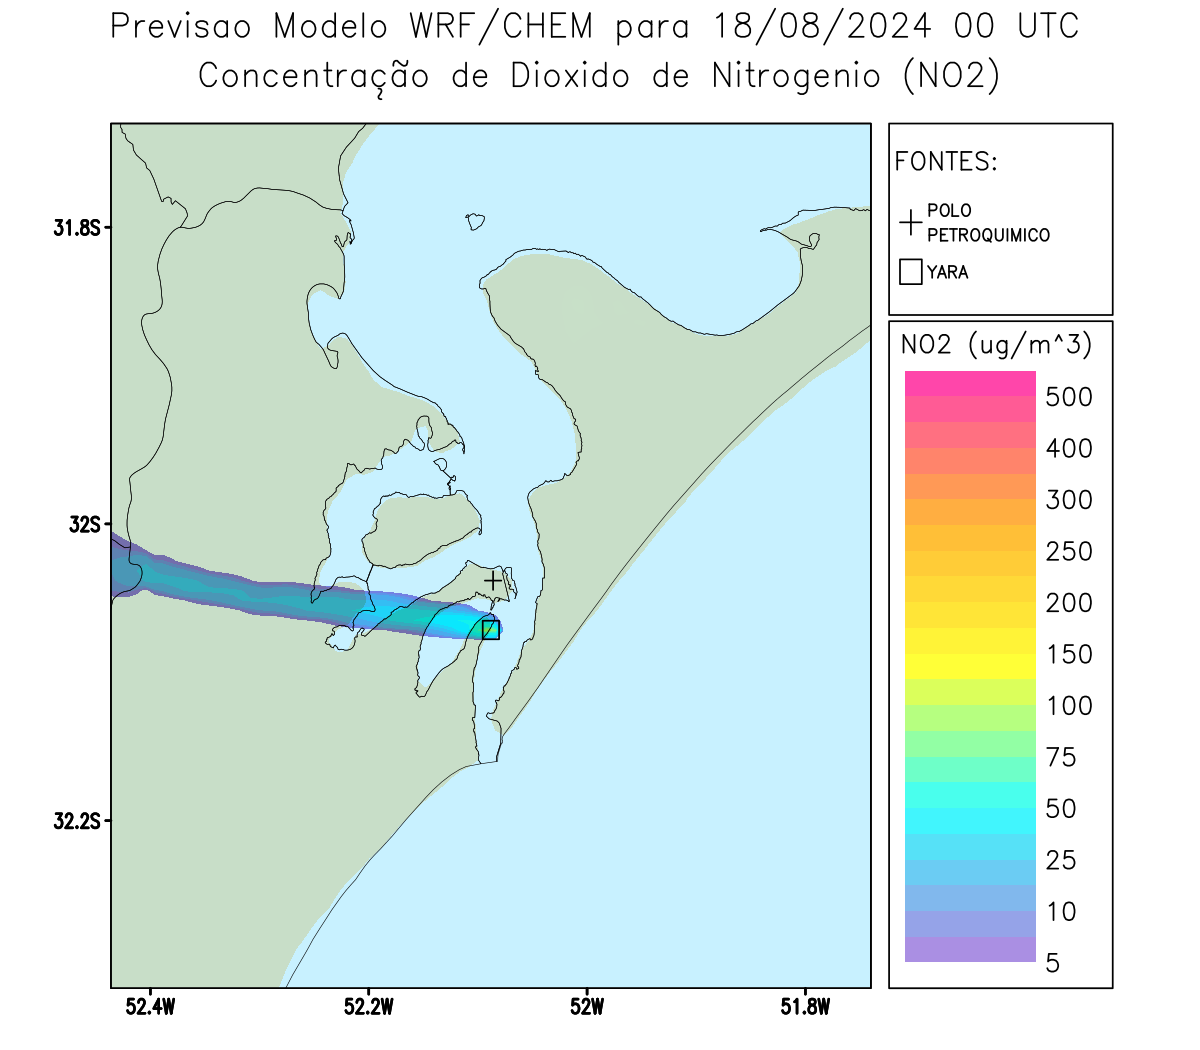 Previsao Modelo WRF/CHEM para 18/08/2024 00 UTC
Concentração de Dioxido de Nitrogenio (NO2)
FONTES:
POLO
PETROQUIMICO
YARA
NO2 (ug/m^3)
500
400
300
250
200
150
100
75
50
25
10
5
31.8S
32S
32.2S
52.4W
52.2W
52W
51.8W